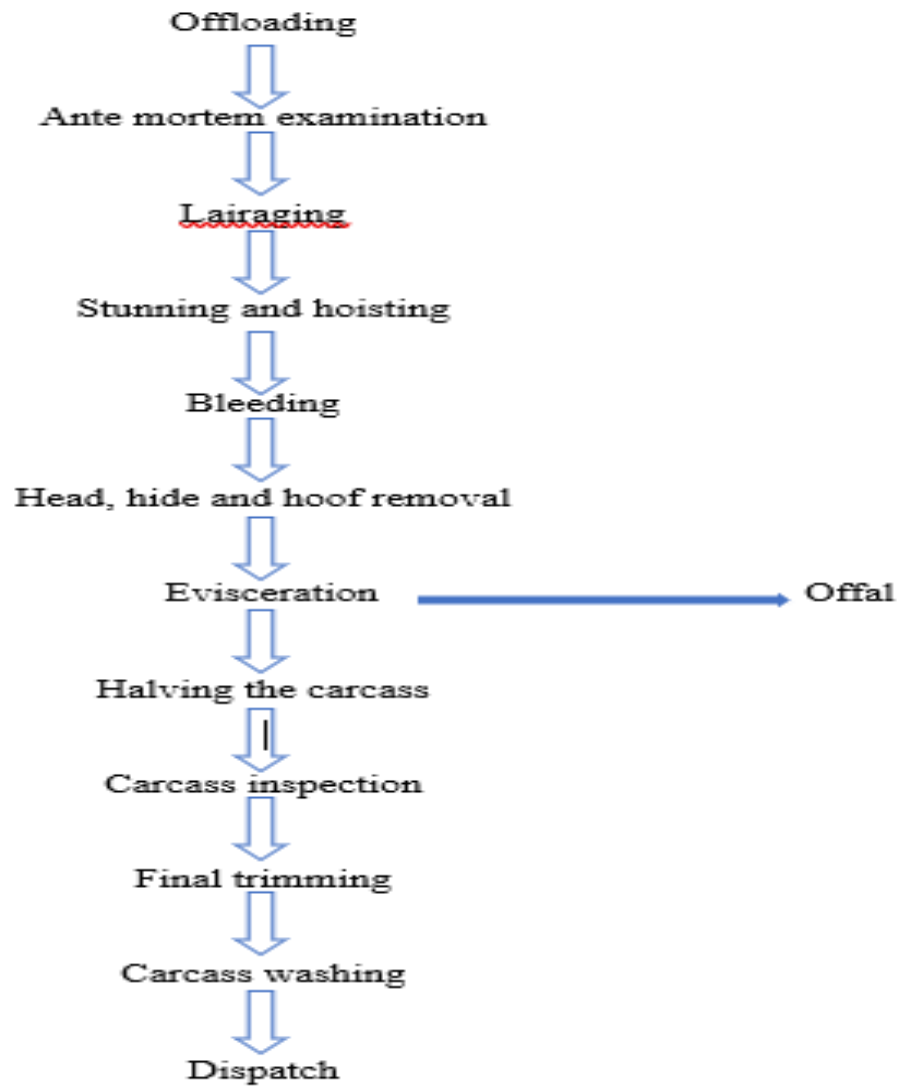 Offloading
Ante mortem examination
Lairaging
Stunning and hoisting
Bleeding
Head, hide and hoof removal
Evisceration
Offal
Halving the carcass
Carcass inspection
Final trimming
Carcass washing
Dispatch